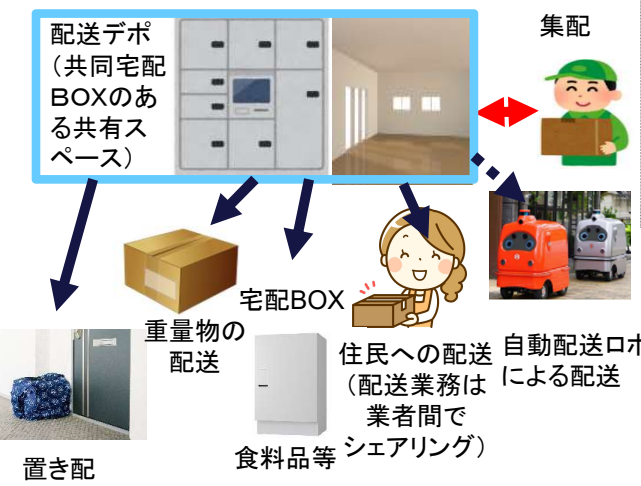 配送デポ
（共同宅配
BOXのあ
る共有ス
ペース）
集配
宅配BOX
重量物の
配送
住民への配送
（配送業務は
業者間で
シェアリング）
自動配送ロボ
による配送
食料品等
置き配